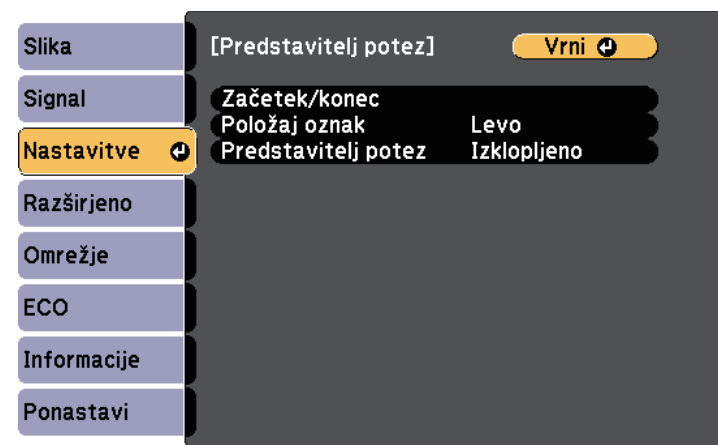 Slika
Signal
Nastavitve
Razširjeno
Omrežje
ECO
Informacije
Ponastavi
[Predstavitelj potez] Vrni
Začetek/konec
Položaj oznak Levo
Predstavitelj potez Izklopljeno